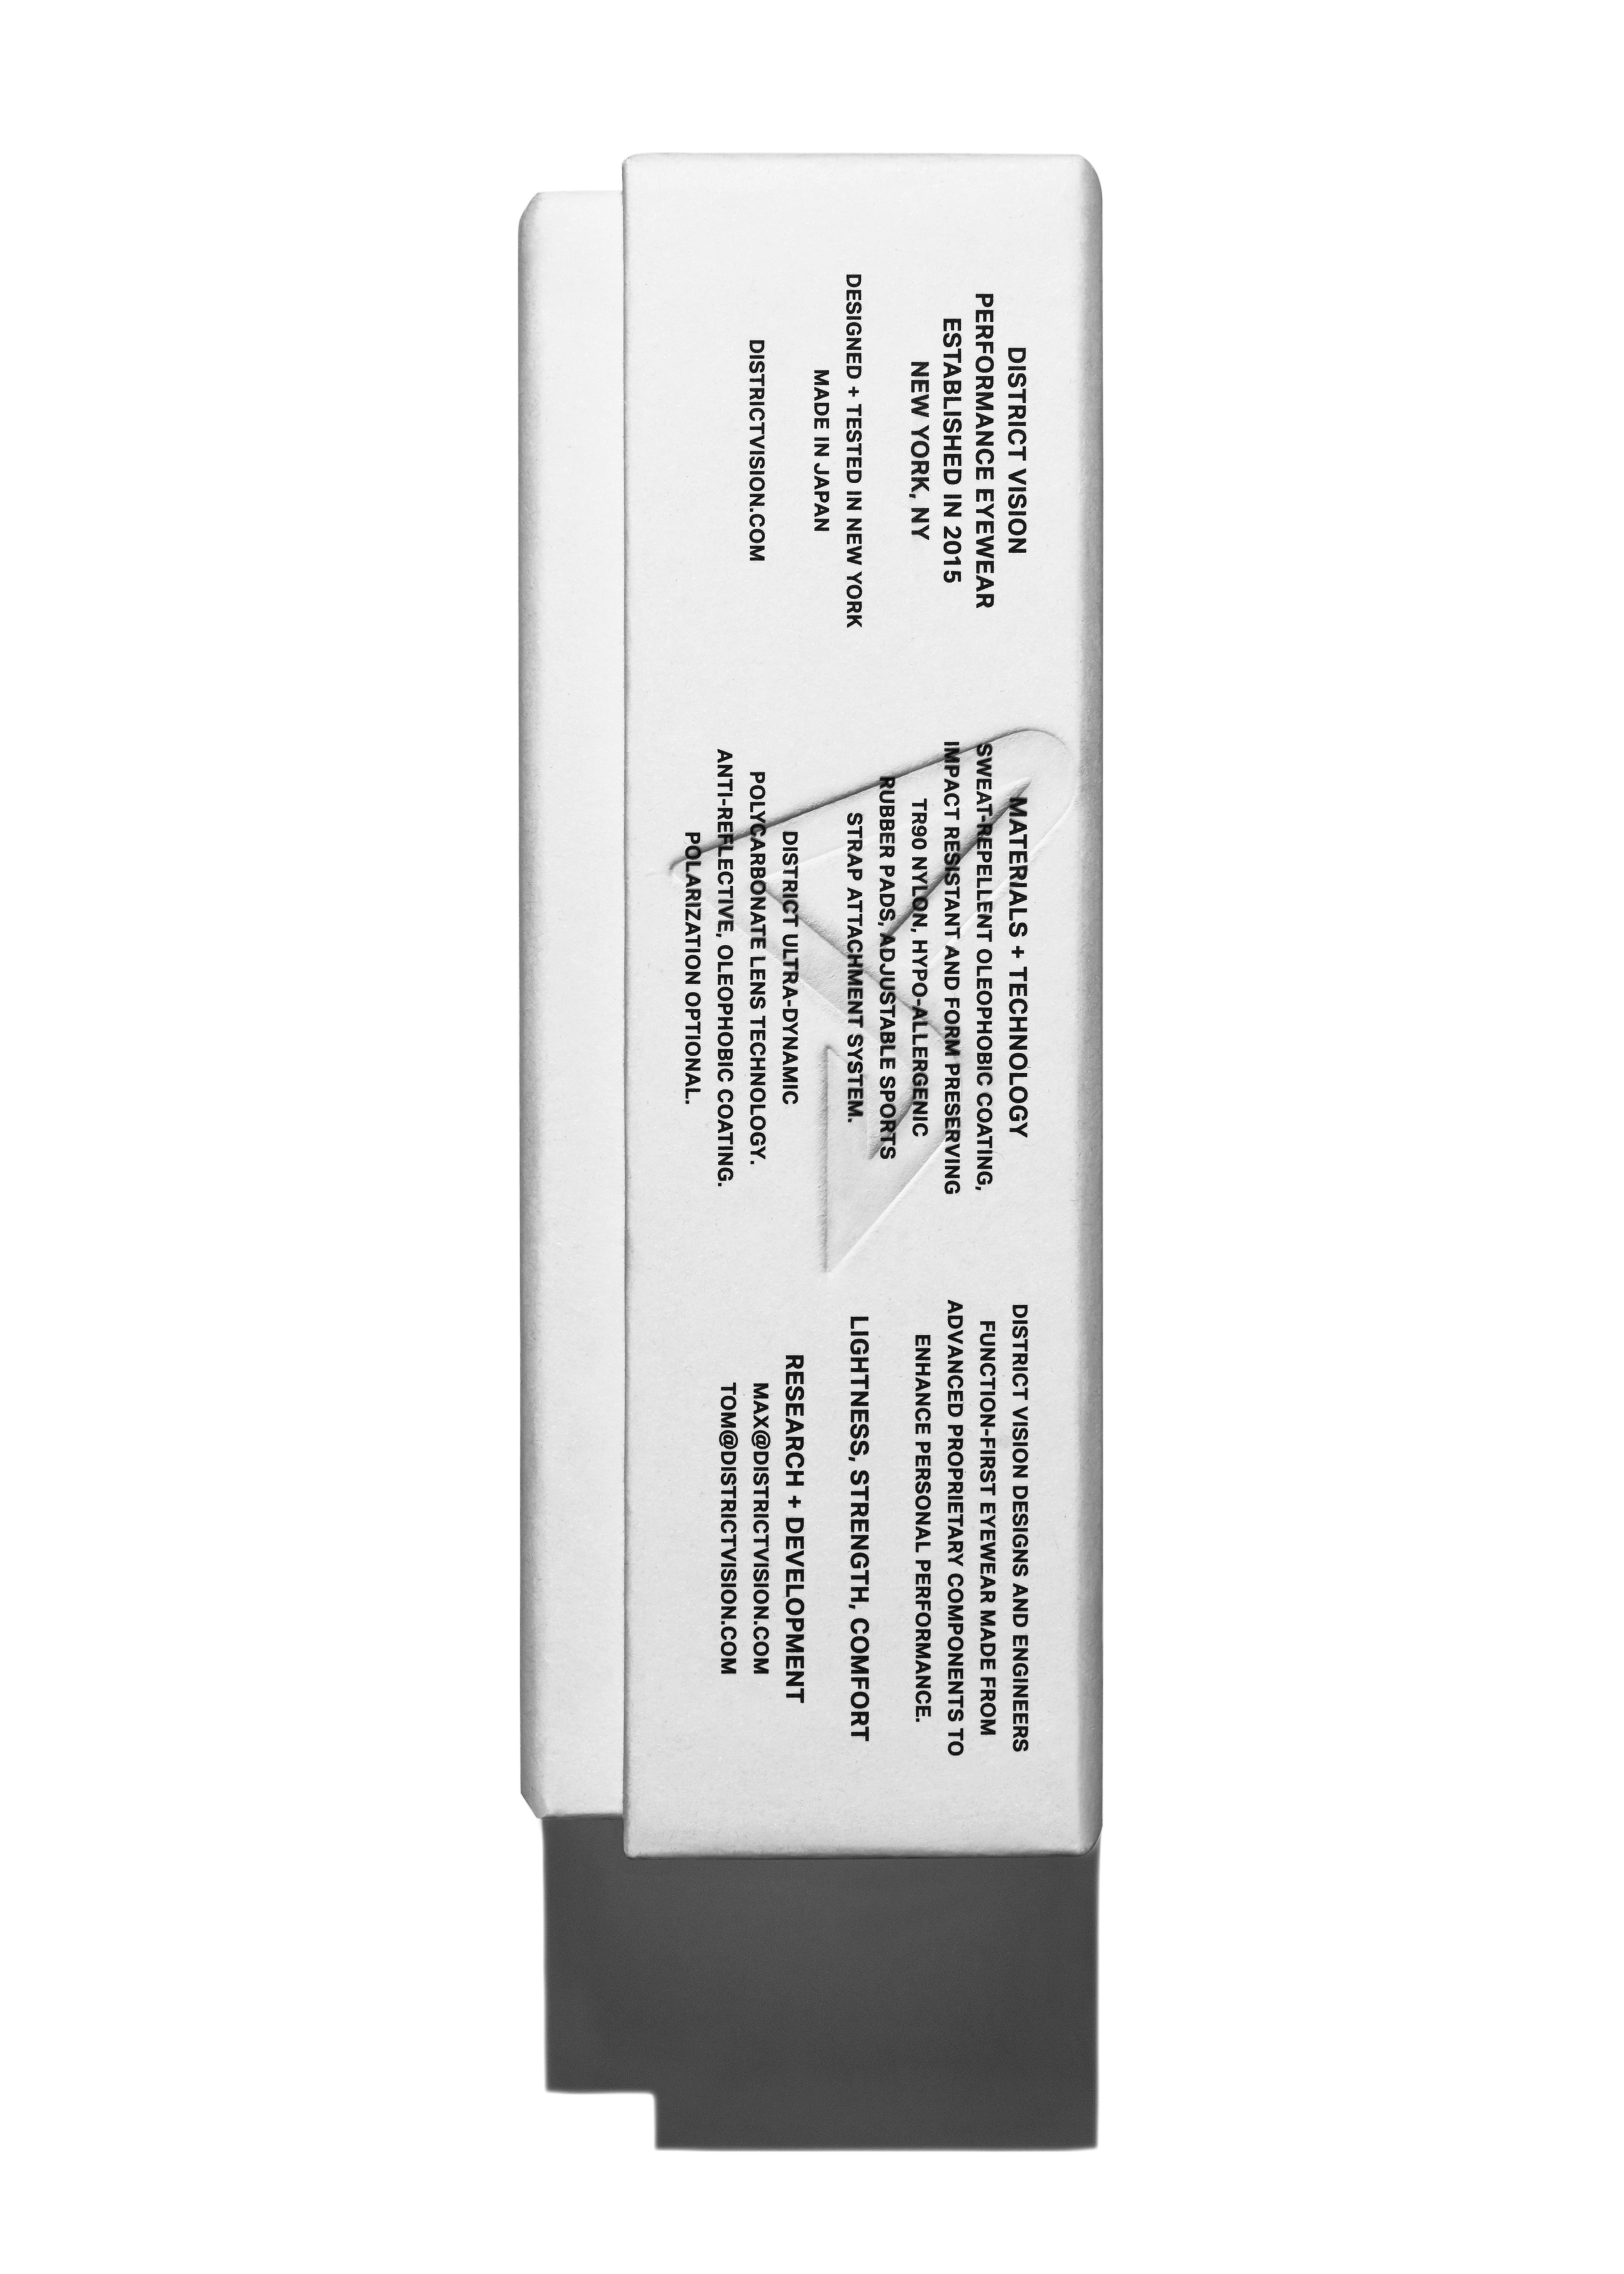 DISTRICT VISION
PERFORMANCE EYEWEAR
ESTABLISHED IN 2015
NEW YORK, NY
DESIGNED + TESTED IN NEW YORK
MADE IN JAPAN
DISTRICTVISION.COM
MATERIALS + TECHNOLOGY
SWEAT-REPELLENT OLEOPHOBIC COATING,
IMPACT RESISTANT AND FORM PRESERVING
TR90 NYLON, HYPO-ALLERGENIC
RUBBER PADS, ADJUSTABLE SPORTS
STRAP ATTACHMENT SYSTEM.
DISTRICT ULTRA-DYNAMIC
POLYCARBONATE LENS TECHNOLOGY.
ANTI-REFLECTIVE, OLEOPHOBIC COATING.
POLARIZATION OPTIONAL.
DISTRICT VISION DESIGNS AND ENGINEERS
FUNCTION-FIRST EYEWEAR MADE FROM
ADVANCED PROPRIETARY COMPONENTS TO
ENHANCE PERSONAL PERFORMANCE.
LIGHTNESS, STRENGTH, COMFORT
RESEARCH + DEVELOPMENT
MAX@DISTRICTVISION.COM
TOM@DISTRICTVISION.COM